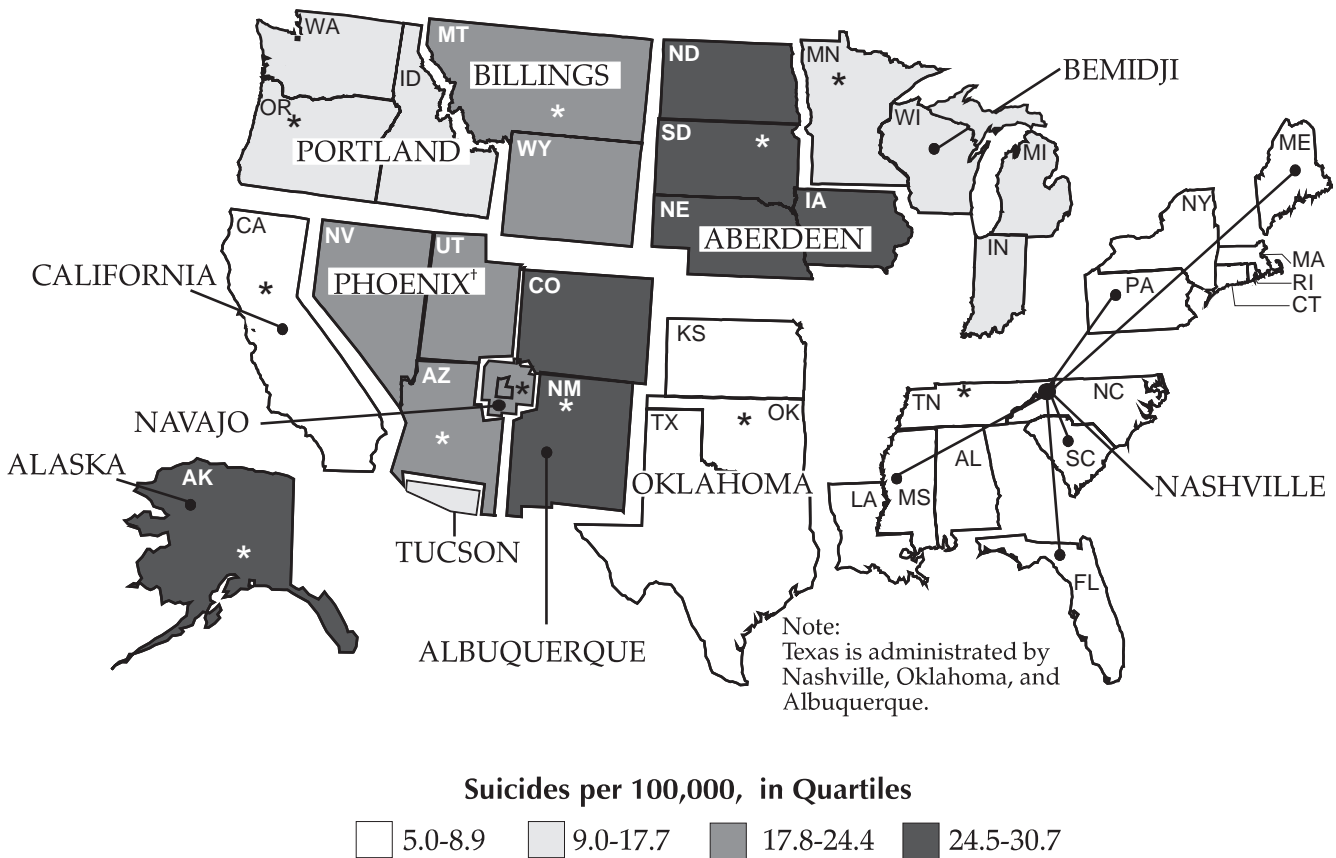 WA
MT
ND
MN
BEMIDJI
ID
BILLINGS
*
OR
*
*
SD
*
WI
ME
PORTLAND
WY
MI
NE
IA
NY
CA
NV
UT
ABERDEEN
IN
MA
CALIFORNIA
PHOENIX†
CO
PA
RI
*
CT
KS
AZ
*
NM
*
TN
*
NC
NAVAJO
TX
*
OK
*
AL
SC
ALASKA
AK
OKLAHOMA
LA
MS
NASHVILLE
*
TUCSON
FL
ALBUQUERQUE
Note:
Texas is administrated by
Nashville, Oklahoma, and
Albuquerque.
Suicides per 100,000, in Quartiles
5.0-8.9
9.0-17.7
17.8-24.4
24.5-30.7